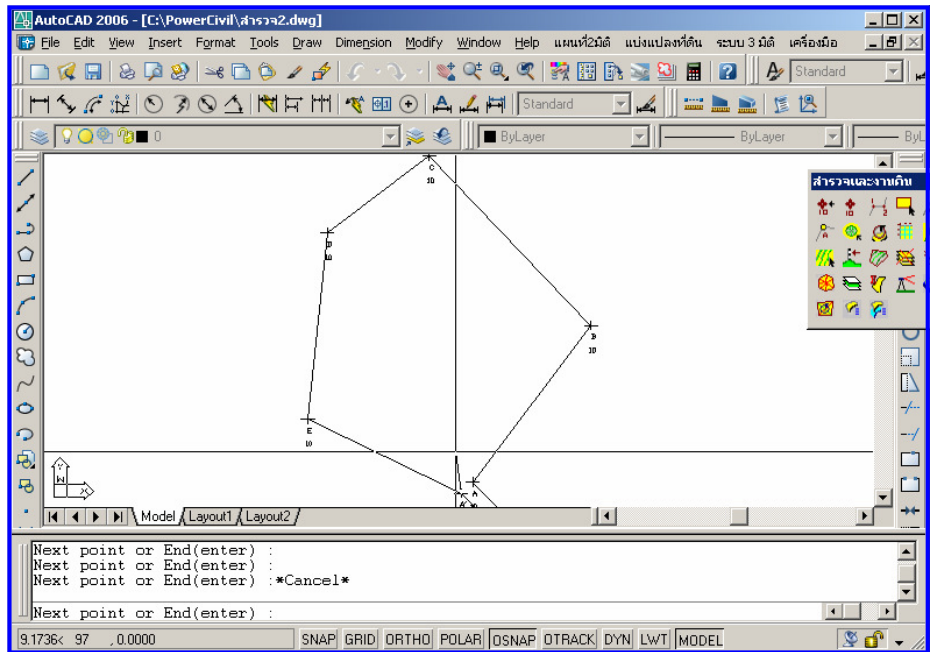 AutoCAD 2006 - [C:\PowerCivil\สำรวจ2.dwg]
File Edit View Insert Format Tools Draw Dimension Modify Window Help แผนที่2มิติ แบ่งแปลงที่ดิน ระบบ 3 มิติ เครื่องมือ
Standard
Standard
0 ByLayer ByLayer ByL
สำรวจและงานดิน
C
10
D
10
B
10
E
10
A
Y
W
X
Model Layout1 Layout2
Next point or End(enter) :
Next point or End(enter) :
Next point or End(enter) :*Cancel*
Next point or End(enter) :
9.1736< 97 , 0.0000 SNAP GRID ORTHO POLAR OSNAP OTRACK DYN LWT MODEL